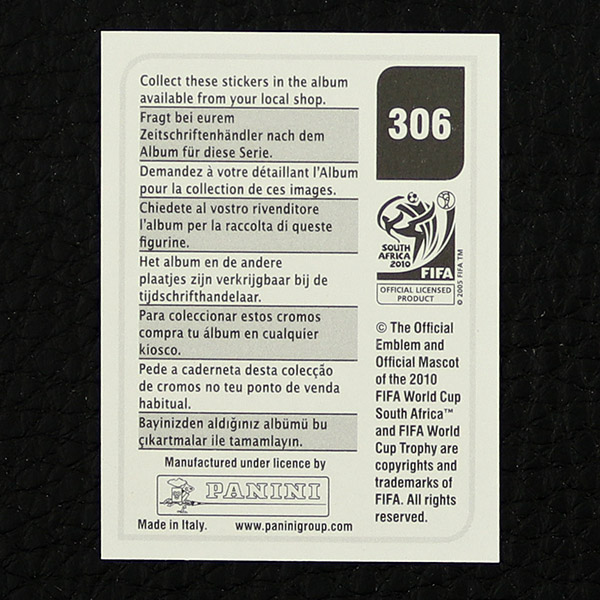 Collect these stickers in the album
available from your local shop.
Fragt bei eurem
Zeitschriftenhändler nach dem
Album für diese Serie.
Demandez à votre détaillant l'Album
pour la collection de ces images.
Chiedete al vostro rivenditore
l'album per la raccolta di queste
figurine.
Het album en de andere
plaatjes zijn verkrijgbaar bij de
tijdschrifthandelaar.
Para coleccionar estos cromos
compra tu álbum en cualquier
kiosco.
Pede a caderneta desta colecção
de cromos no teu ponto de venda
habitual.
Bayinizden aldığınız albümü bu
çıkartmalar ile tamamlayın.
Manufactured under licence by
PANINI
Made in Italy. www.paninigroup.com
306
SOUTH
AFRICA
2010
FIFA
OFFICIAL LICENSED
PRODUCT
© 2005 FIFA TM
© The Official
Emblem and
Official Mascot
of the 2010
FIFA World Cup
South Africa™
and FIFA World
Cup Trophy are
copyrights and
trademarks of
FIFA. All rights
reserved.